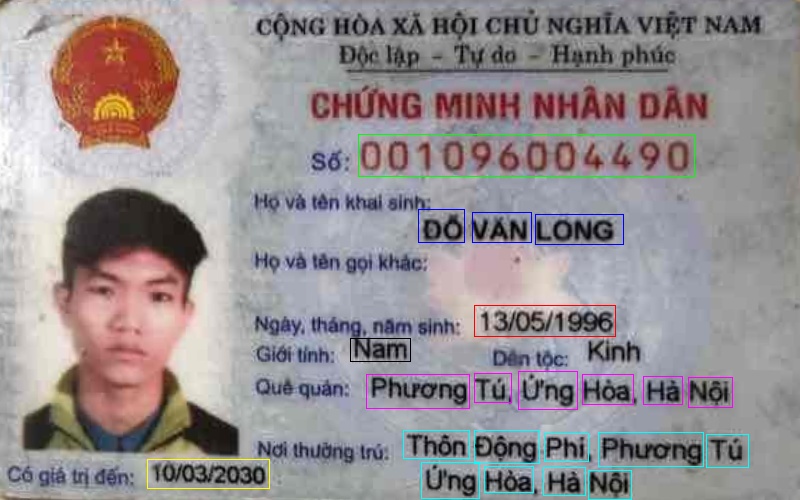 CỘNG HÒA XÃ HỘI CHỦ NGHĨA VIỆT NAM
Độc lập - Tự do - Hạnh phúc
CHỨNG MINH NHÂN DÂN
Số: 001096004490
Họ và tên khai sinh:
ĐỖ VĂN LONG
Họ và tên gọi khác:
Ngày, tháng, năm sinh: 13/05/1996
Giới tính: Nam Dân tộc: Kinh
Quê quán: Phương Tú, Ứng Hòa, Hà Nội
Nơi thường trú: Thôn Động Phí, Phương Tú
Ứng Hòa, Hà Nội
Có giá trị đến: 10/03/2030